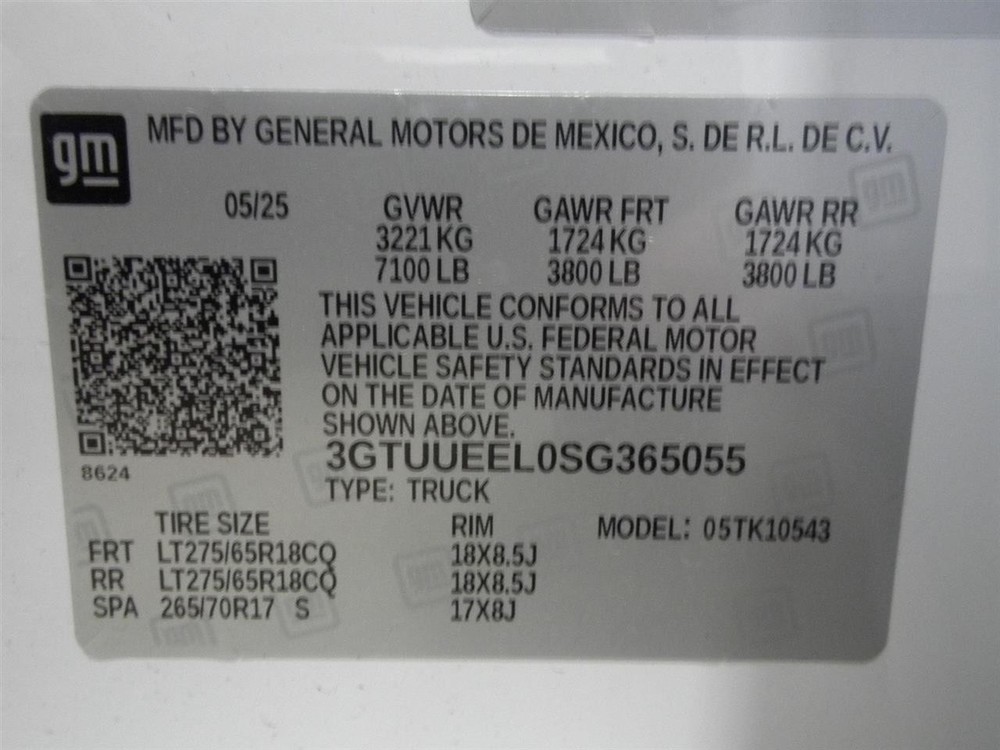 gm
MFD BY GENERAL MOTORS DE MEXICO, S. DE R.L. DE C.V.
05/25 GVWR GAWR FRT GAWR RR
3221 KG 1724 KG 1724 KG
7100 LB 3800 LB 3800 LB
THIS VEHICLE CONFORMS TO ALL
APPLICABLE U.S. FEDERAL MOTOR
VEHICLE SAFETY STANDARDS IN EFFECT
ON THE DATE OF MANUFACTURE
SHOWN ABOVE.
3GTUUEEL0SG365055
8624
TYPE: TRUCK
TIRE SIZE RIM MODEL: 05TK10543
FRT LT275/65R18CQ 18X8.5J
RR LT275/65R18CQ 18X8.5J
SPA 265/70R17 S 17X8J